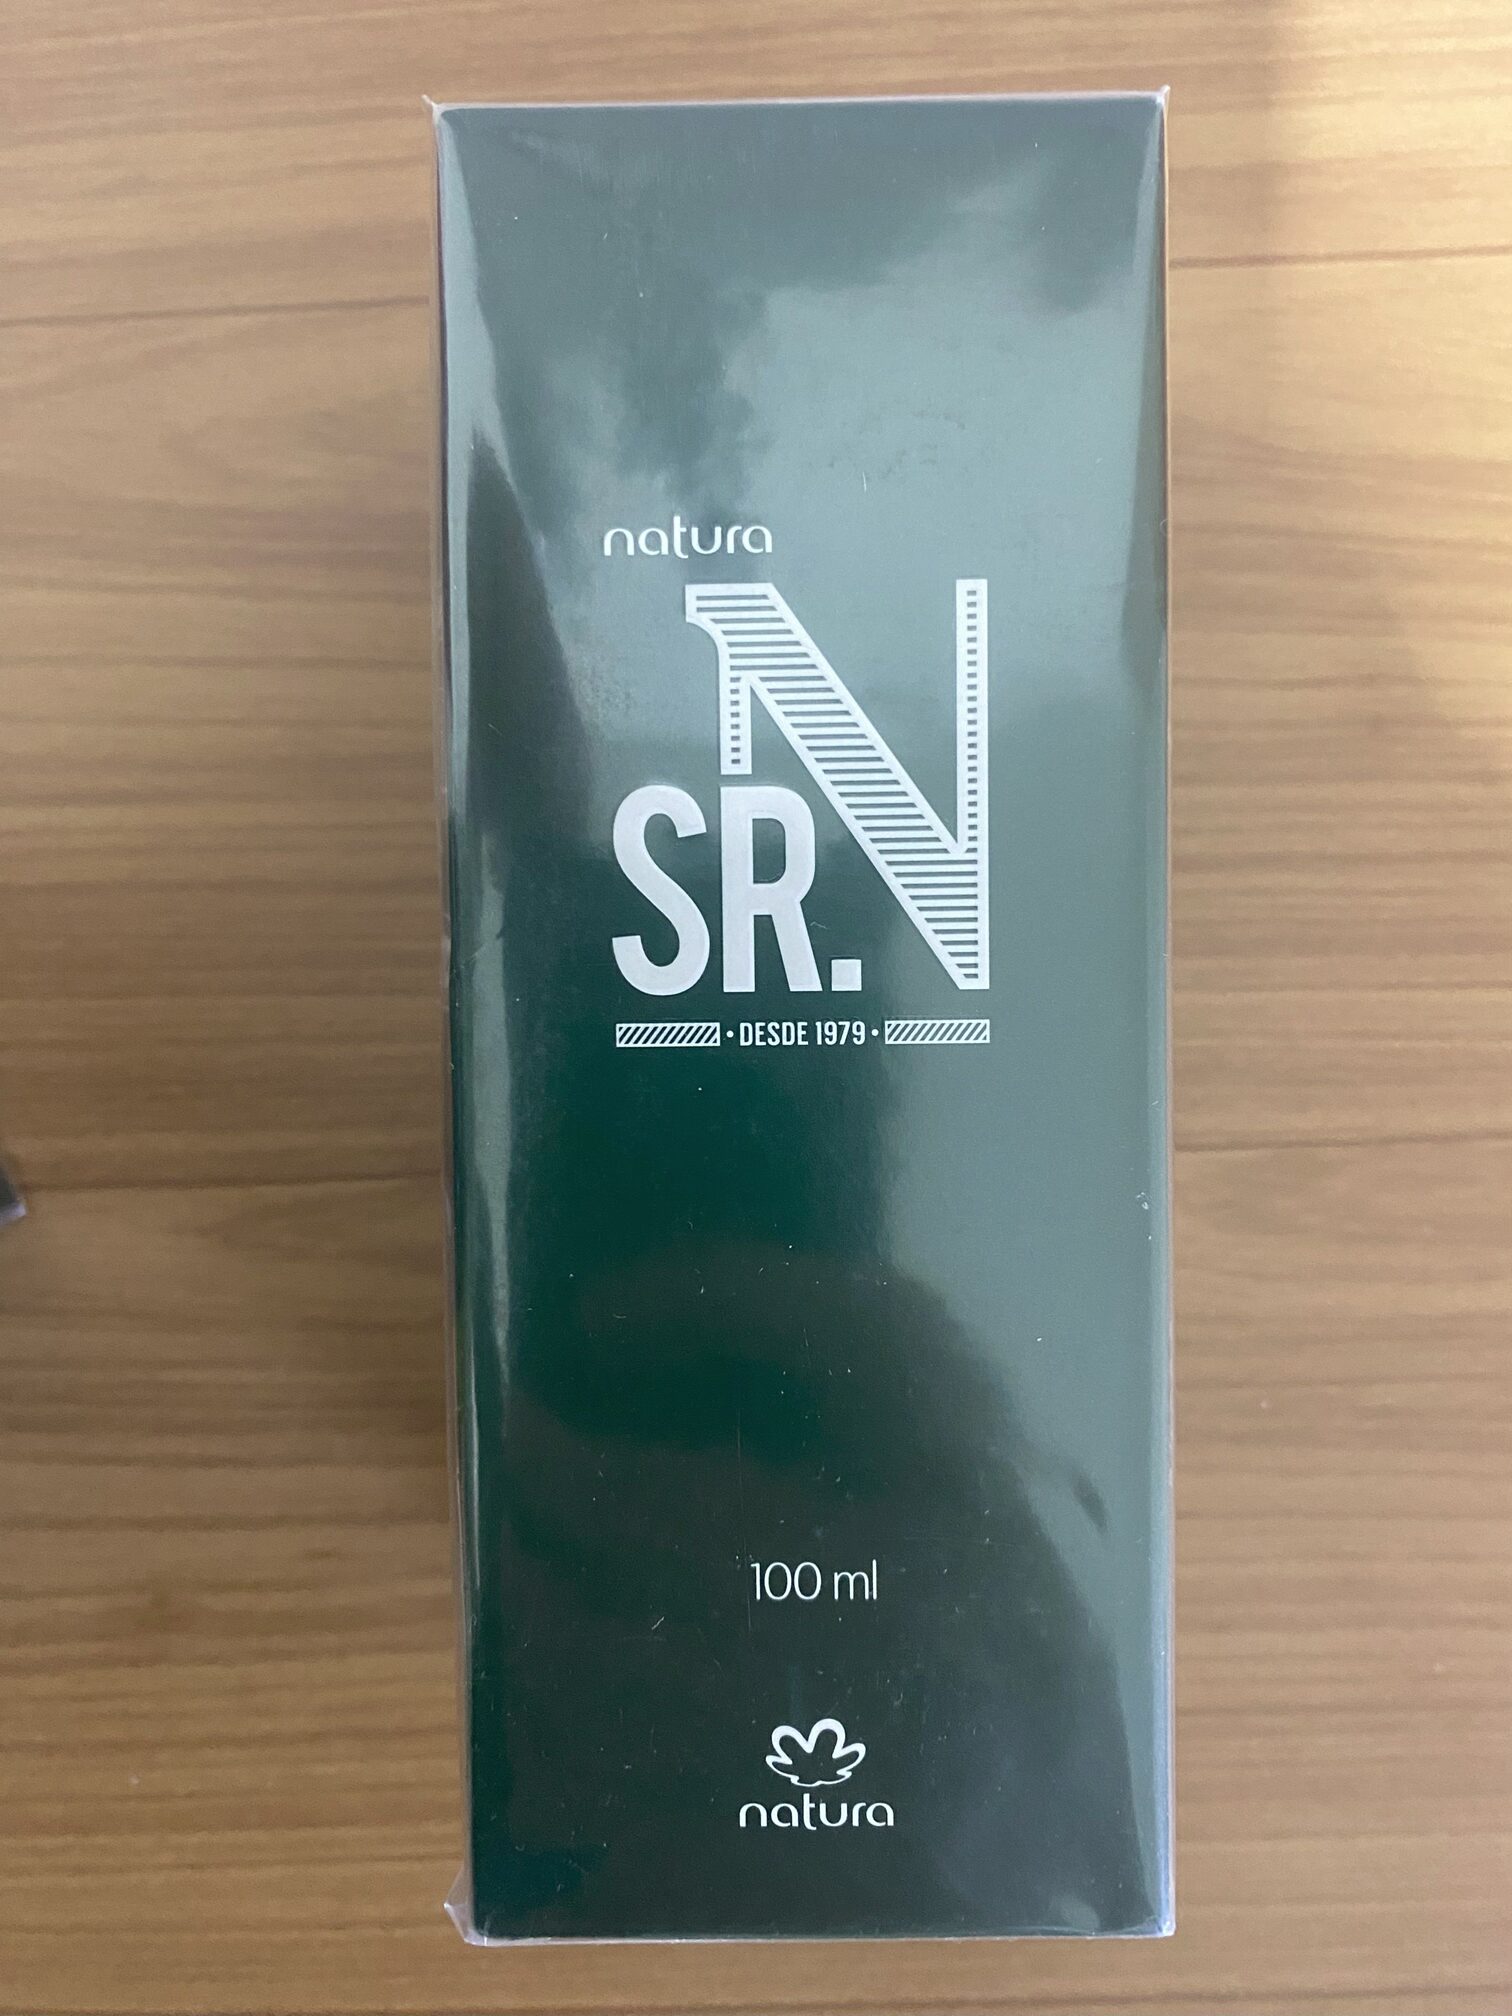 natura
SR.N
• DESDE 1979 •
100 ml
natura